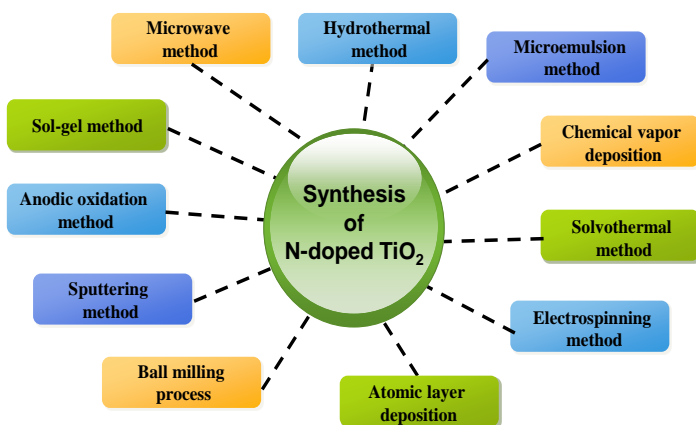 Microwave
method
Hydrothermal
method
Microemulsion
method
Sol-gel method
Chemical vapor
deposition
Synthesis
of
N-doped TiO₂
Anodic oxidation
method
Solvothermal
method
Sputtering
method
Electrospinning
method
Ball milling
process
Atomic layer
deposition